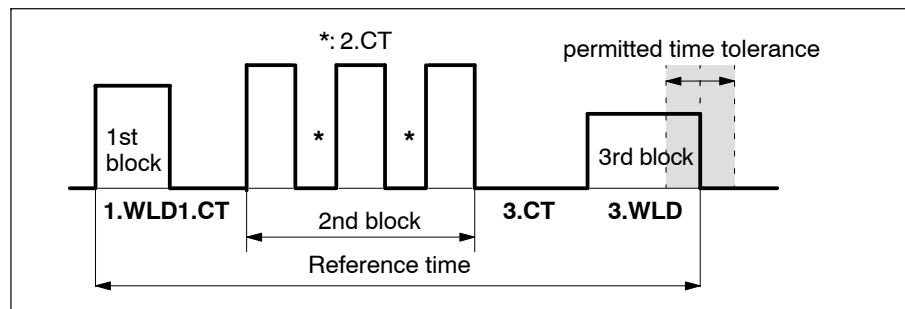 *: 2.CT
permitted time tolerance
1st
block
*
*
3rd block
1.WLD1.CT
2nd block
3.CT
3.WLD
Reference time